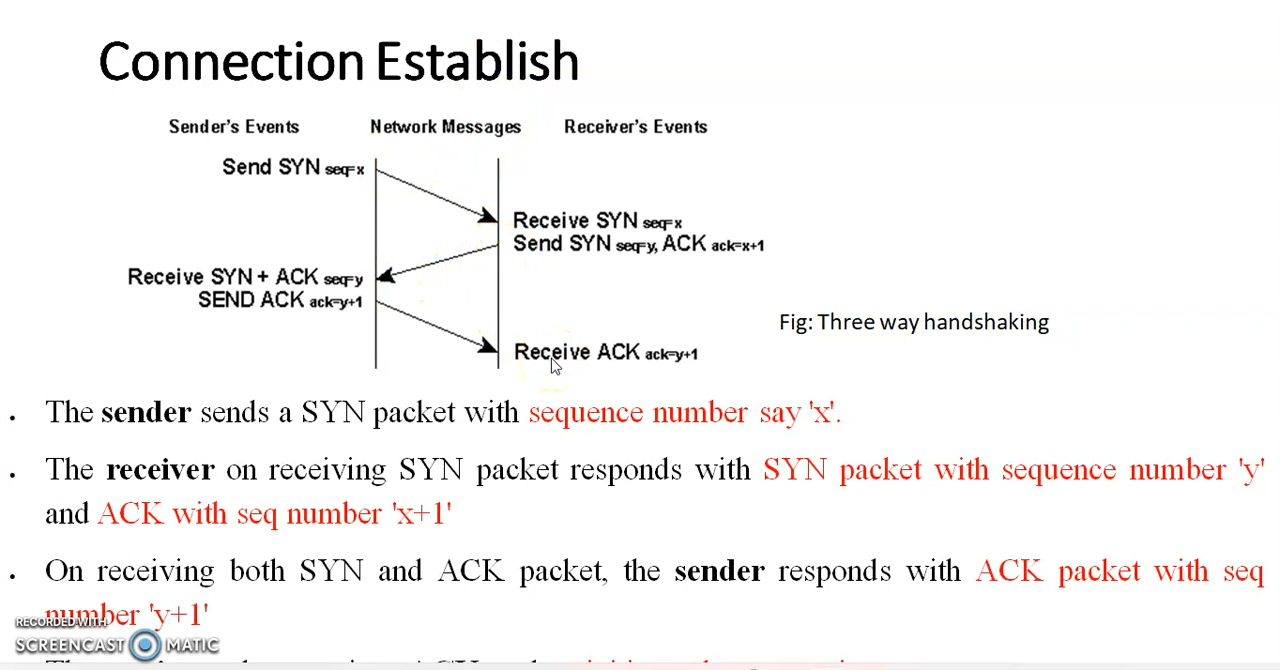 Connection Establish
Sender's Events Network Messages Receiver's Events
Send SYN seq=x
Receive SYN seq=x
Send SYN seq=y, ACK ack=x+1
Receive SYN + ACK seq=y
SEND ACK ack=y+1
Fig: Three way handshaking
Receive ACK ack=y+1
• The sender sends a SYN packet with sequence number say 'x'.
• The receiver on receiving SYN packet responds with SYN packet with sequence number 'y'
and ACK with seq number 'x+1'
• On receiving both SYN and ACK packet, the sender responds with ACK packet with seq
number 'y+1'
RECORDED WITH
SCREENCAST MATIC